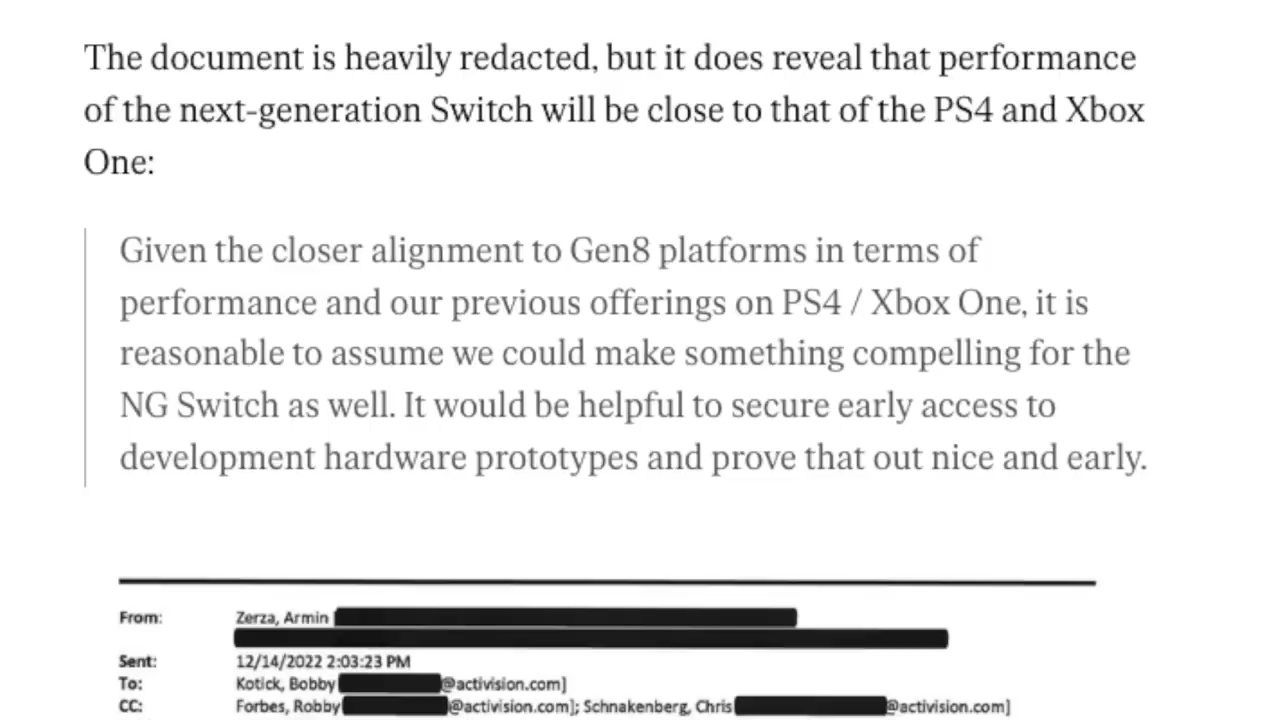 The document is heavily redacted, but it does reveal that performance
of the next-generation Switch will be close to that of the PS4 and Xbox
One:
Given the closer alignment to Gen8 platforms in terms of
performance and our previous offerings on PS4 / Xbox One, it is
reasonable to assume we could make something compelling for the
NG Switch as well. It would be helpful to secure early access to
development hardware prototypes and prove that out nice and early.
From: Zerza, Armin
Sent: 12/14/2022 2:03:23 PM
To: Kotick, Bobby @activision.com]
CC: Forbes, Robby @activision.com]; Schnakenberg, Chris @activision.com]